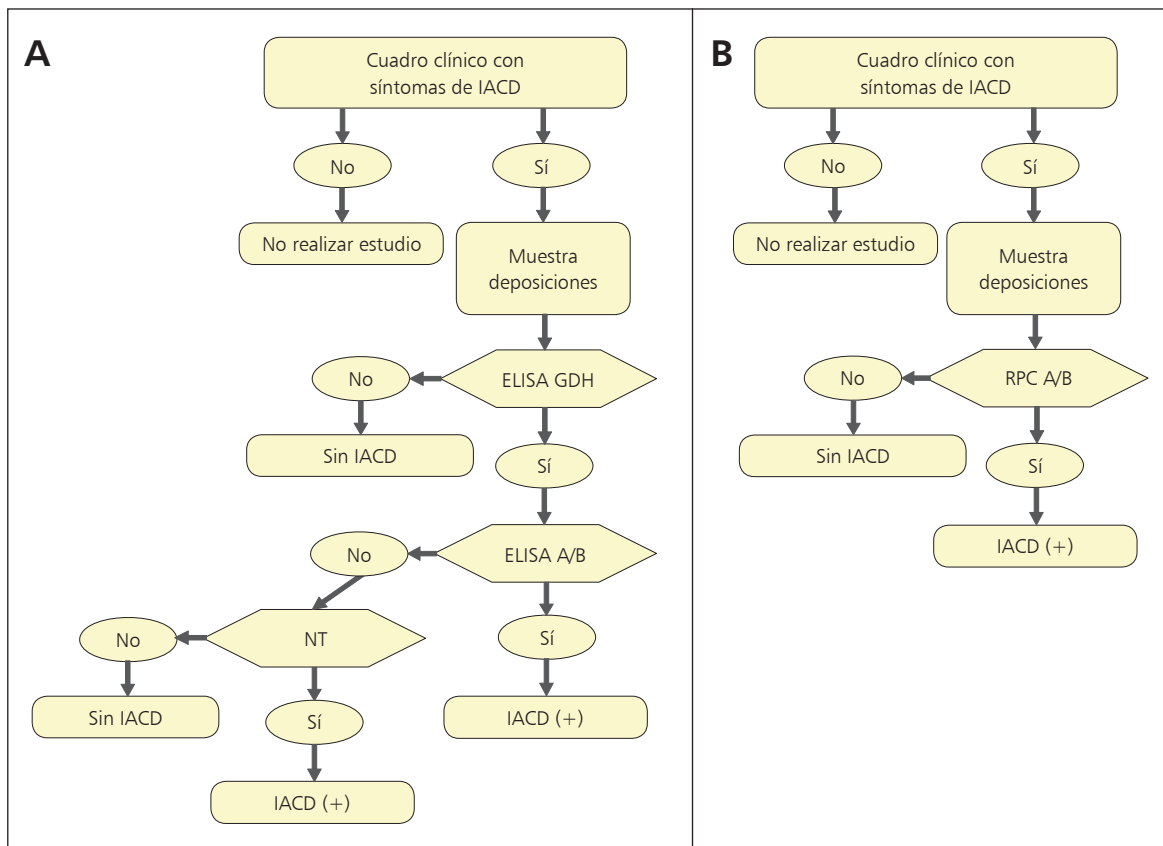 A
Cuadro clínico con
síntomas de IACD
No
Sí
No realizar estudio
Muestra
deposiciones
No
ELISA GDH
Sin IACD
Sí
No
ELISA A/B
No
NT
Sí
Sin IACD
Sí
IACD (+)
IACD (+)
B
Cuadro clínico con
síntomas de IACD
No
Sí
No realizar estudio
Muestra
deposiciones
No
RPC A/B
Sin IACD
Sí
IACD (+)